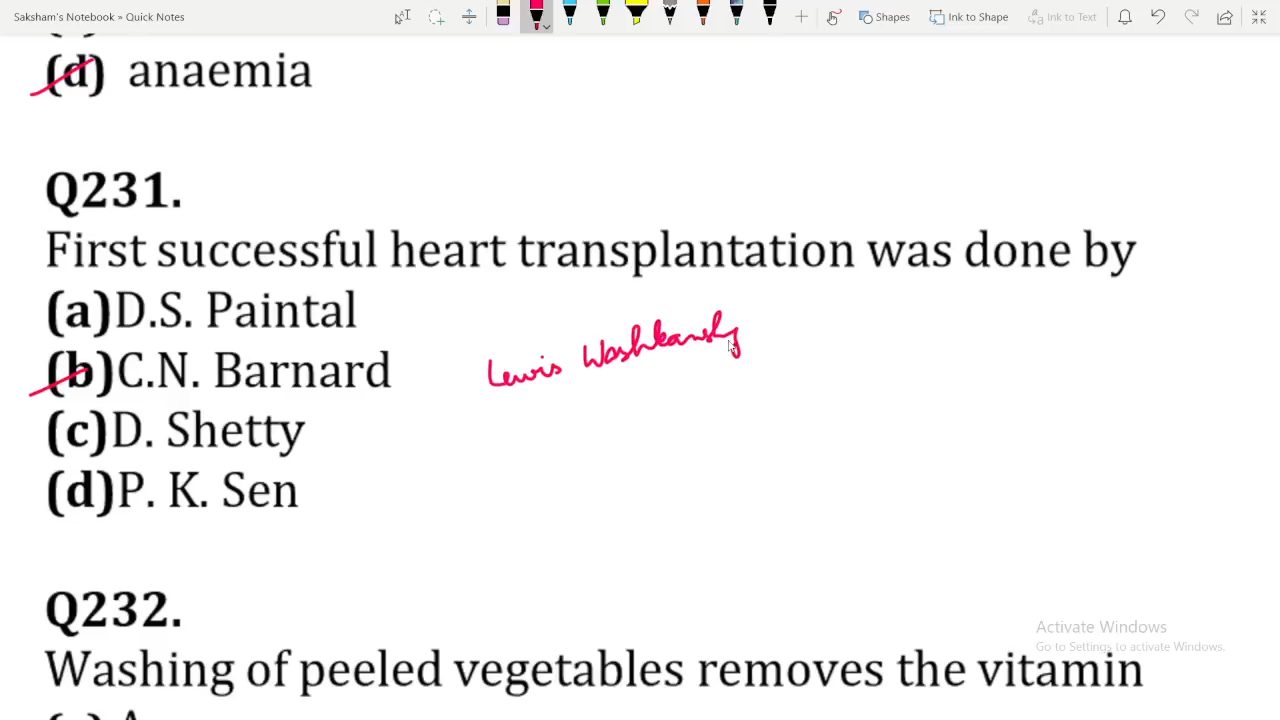 Saksham's Notebook » Quick Notes
Shapes
Ink to Shape
Ink to Text
(d) anaemia
Q231.
First successful heart transplantation was done by
(a)D.S. Paintal
(b)C.N. Barnard
Lewis Washkansky
(c)D. Shetty
(d)P. K. Sen
Q232.
Washing of peeled vegetables removes the vitamin
Activate Windows
Go to Settings to activate Windows.